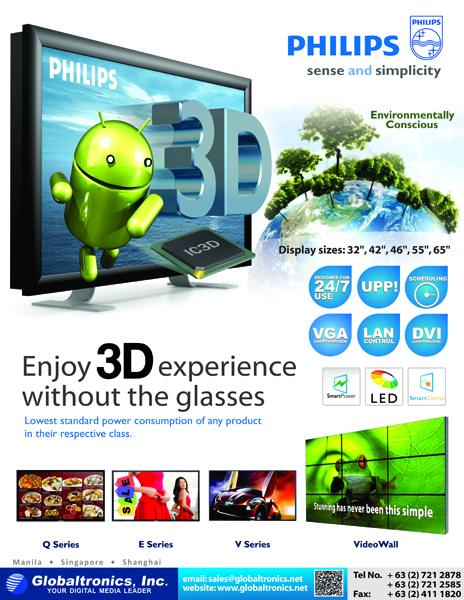 PHILIPS
PHILIPS
sense and simplicity
PHILIPS
3D
IC3D
Environmentally
Conscious
Display sizes: 32", 42", 46", 55", 65"
DESIGNED FOR
24/7
USE
UPP!
SCHEDULING
VGA
LOOPTHROUGH
LAN
CONTROL
DVI
LOOPTHROUGH
SmartPower
LED
SmartControl
Enjoy 3D experience
without the glasses
Lowest standard power consumption of any product
in their respective class.
SALE
Stunning has never been this simple
Q Series
E Series
V Series
VideoWall
Manila • Singapore • Shanghai
Globaltronics, Inc.
YOUR DIGITAL MEDIA LEADER
email: sales@globaltronics.net
website: www.globaltronics.net
Tel No. + 63 (2) 721 2878
+ 63 (2) 721 2585
Fax: + 63 (2) 411 1820